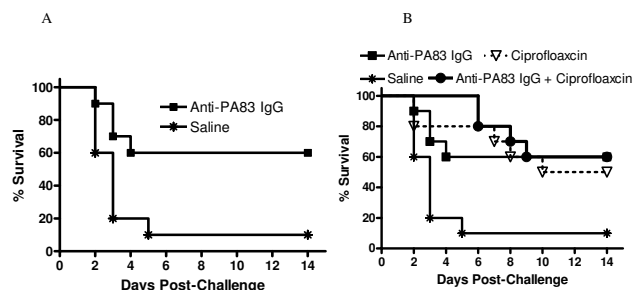 A
B
100
80
60
40
20
0
% Survival
Anti-PA83 IgG
Saline
0 2 4 6 8 10 12 14
Days Post-Challenge
Anti-PA83 IgG Ciprofloaxcin
Saline Anti-PA83 IgG + Ciprofloaxcin
100
80
60
40
20
0
% Survival
0 2 4 6 8 10 12 14
Days Post-Challenge